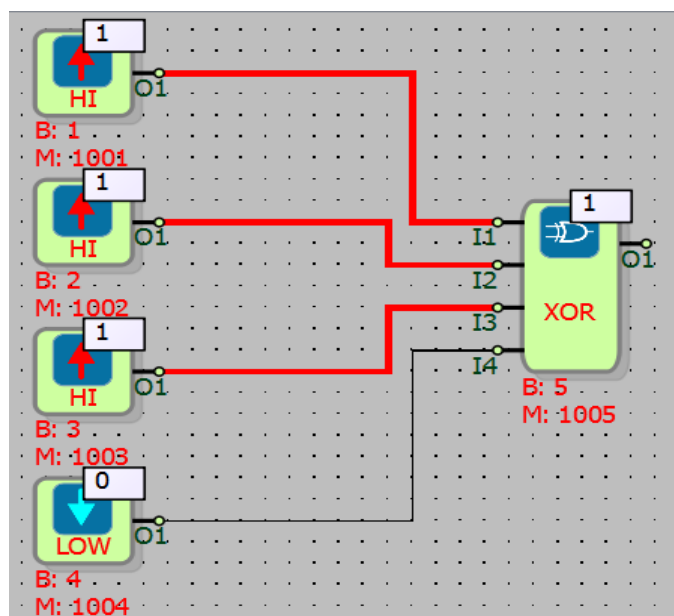 1
HI
O1
B: 1
M: 1001
1
HI
O1
B: 2
M: 1002
1
HI
O1
B: 3
M: 1003
0
LOW
O1
B: 4
M: 1004
1
I1
I2
I3
I4
XOR
O1
B: 5
M: 1005